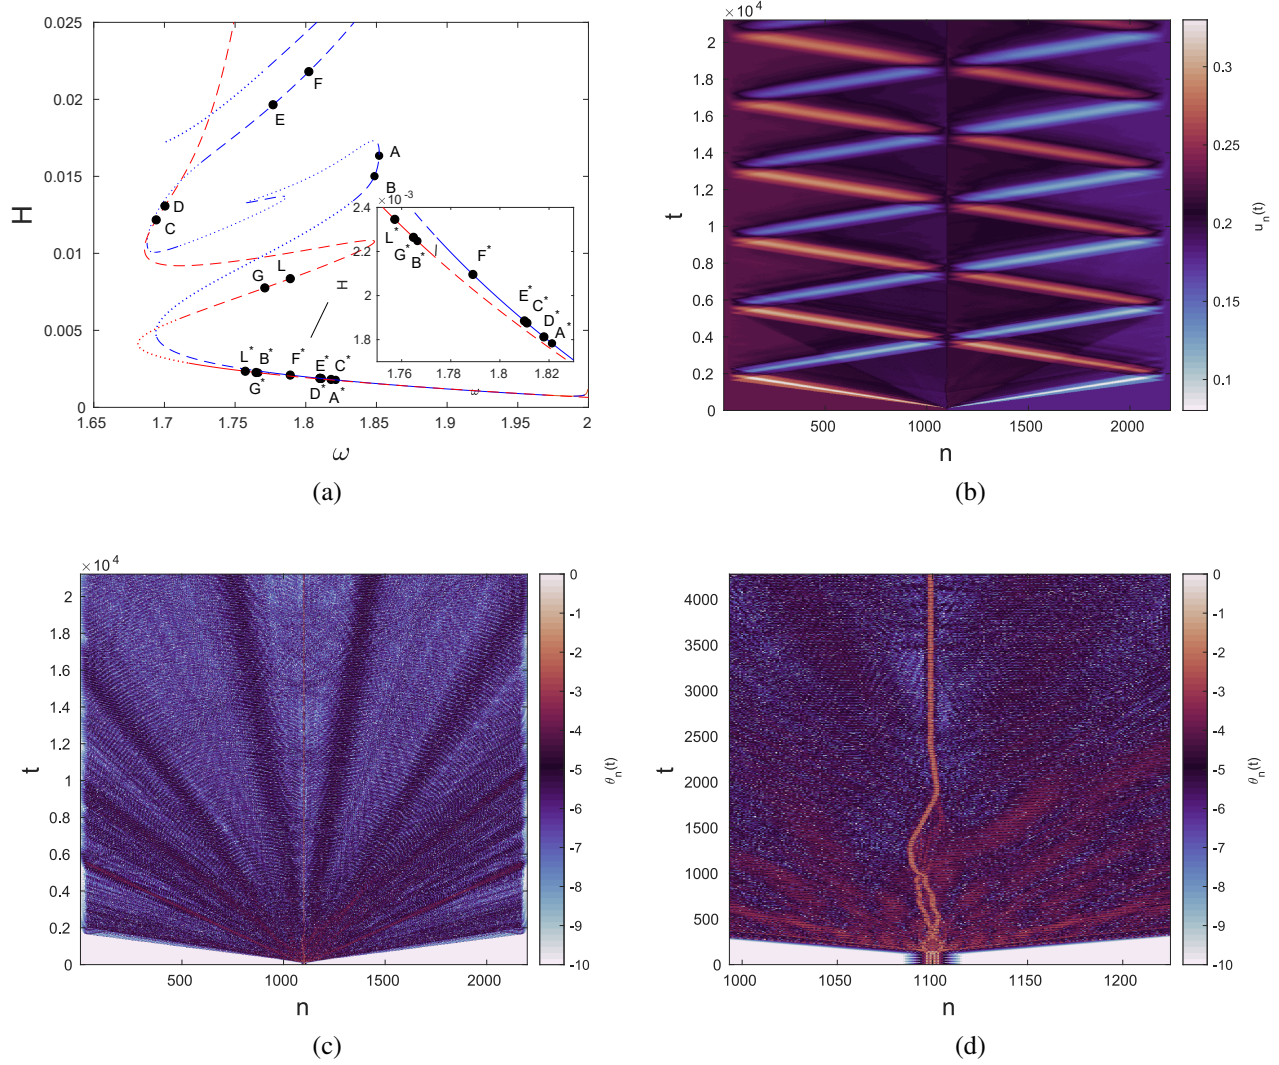 0.025
0.02
0.015
0.01
0.005
0
H
1.65 1.7 1.75 1.8 1.85 1.9 1.95 2
ω
F
E
A
B
D
C
G L
L* B* F* E* C*
G* D* A*
×10⁻³
2.4
2.2
2
1.8
H
1.76 1.78 1.8 1.82
ω
L*
G* B*
F*
E* C*
D* A*
(a)
×10⁴
2
1.8
1.6
1.4
1.2
1
0.8
0.6
0.4
0.2
0
t
500 1000 1500 2000
n
0.3
0.25
0.2
0.15
0.1
uₙ(t)
(b)
×10⁴
2
1.8
1.6
1.4
1.2
1
0.8
0.6
0.4
0.2
0
t
500 1000 1500 2000
n
0
-1
-2
-3
-4
-5
-6
-7
-8
-9
-10
θₙ(t)
(c)
4000
3500
3000
2500
2000
1500
1000
500
0
t
1000 1050 1100 1150 1200
n
0
-1
-2
-3
-4
-5
-6
-7
-8
-9
-10
θₙ(t)
(d)